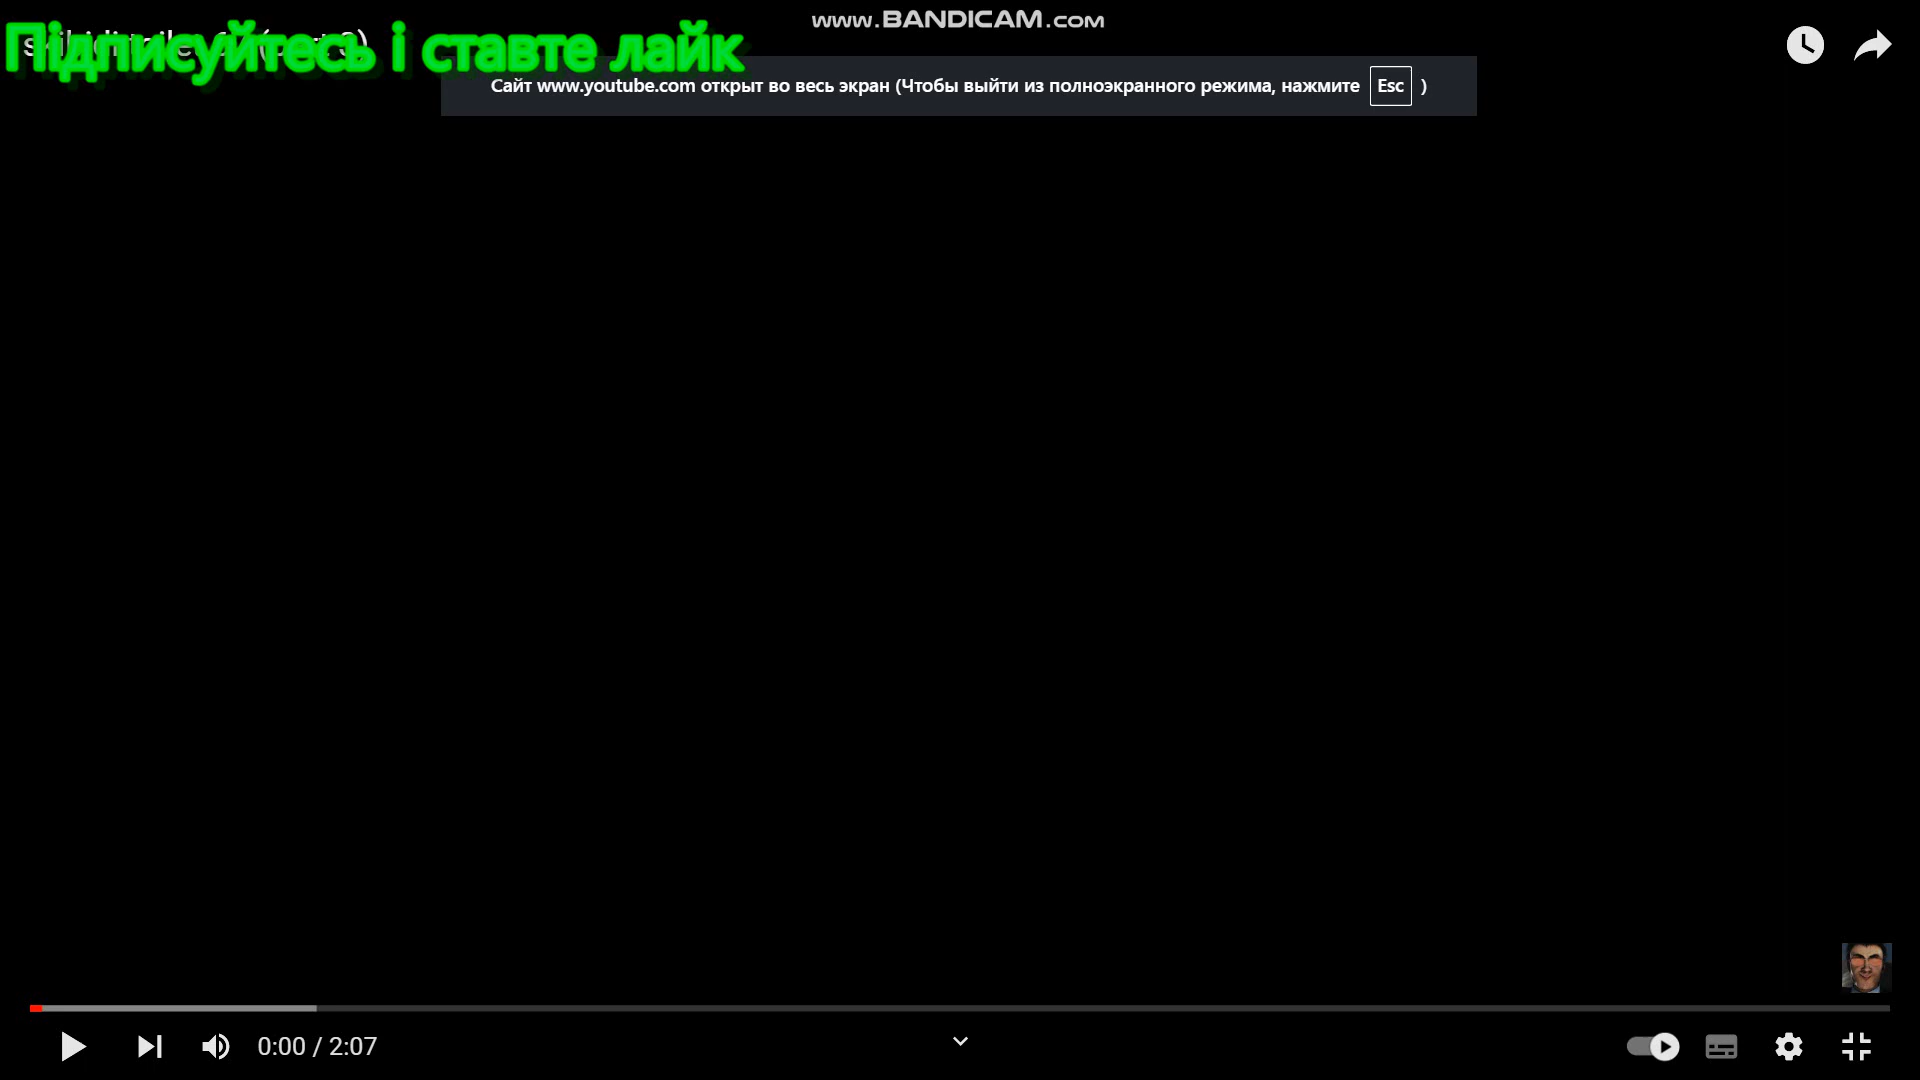 www.BANDICAM.com
Підписуйтесь і ставте лайк
Сайт www.youtube.com открыт во весь экран (Чтобы выйти из полноэкранного режима, нажмите Esc )
0:00 / 2:07